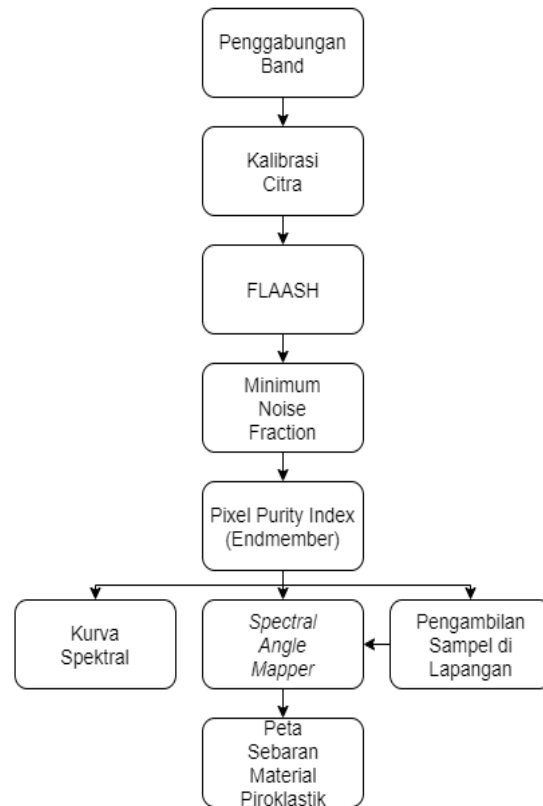 Penggabungan
Band
Kalibrasi
Citra
FLAASH
Minimum
Noise
Fraction
Pixel Purity Index
(Endmember)
Kurva
Spektral
Spectral
Angle
Mapper
Pengambilan
Sampel di
Lapangan
Peta
Sebaran
Material
Piroklastik